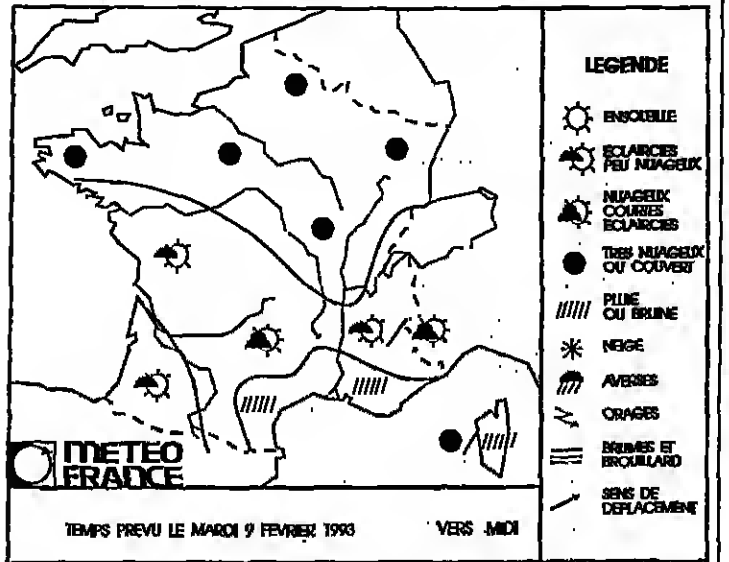 LEGENDE
ENSOLEILLE
ECLAIRCIES
PEU NUAGEUX
NUAGEUX
COURTES
ECLAIRCIES
TRES NUAGEUX
OU COUVERT
PLUIE
OU BRUINE
NEIGE
AVERSES
ORAGES
BRUMES ET
BROUILLARD
SENS DE
DEPLACEMENT
METEO
FRANCE
TEMPS PREVU LE MARDI 9 FEVRIER 1993 VERS MIDI